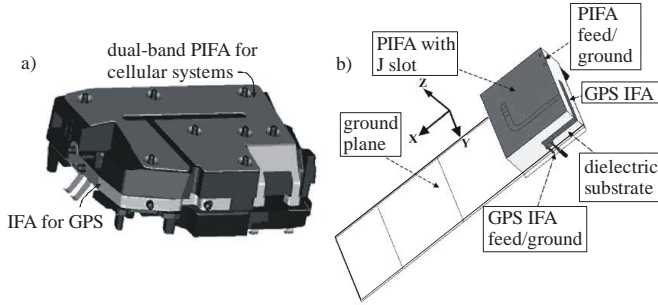 a)
dual-band PIFA for
cellular systems
IFA for GPS
b)
PIFA with
J slot
PIFA
feed/
ground
GPS IFA
Z
X
Y
ground
plane
dielectric
substrate
GPS IFA
feed/ground